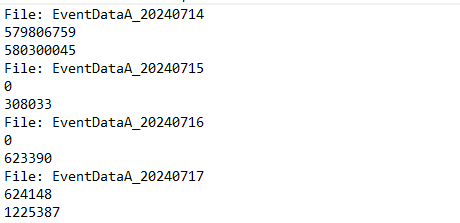 File: EventDataA_20240714
579806759
580300045
File: EventDataA_20240715
0
308033
File: EventDataA_20240716
0
623390
File: EventDataA_20240717
624148
1225387